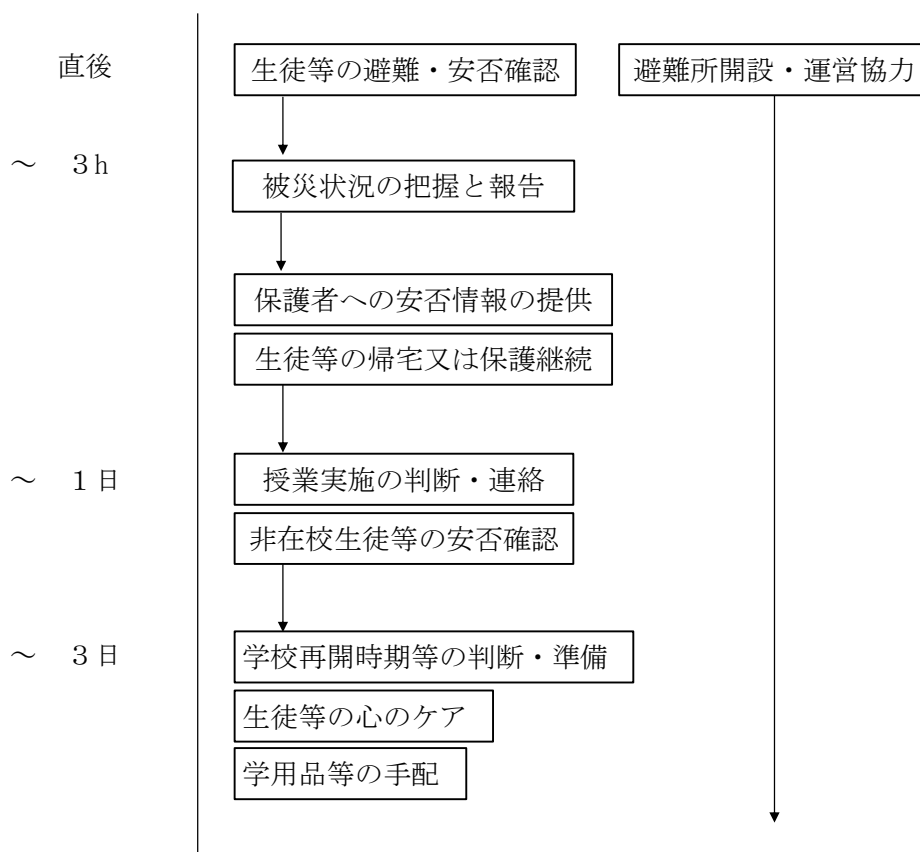 直後
生徒等の避難・安否確認
避難所開設・運営協力
～ 3h
被災状況の把握と報告
保護者への安否情報の提供
生徒等の帰宅又は保護継続
～ 1日
授業実施の判断・連絡
非在校生徒等の安否確認
～ 3日
学校再開時期等の判断・準備
生徒等の心のケア
学用品等の手配